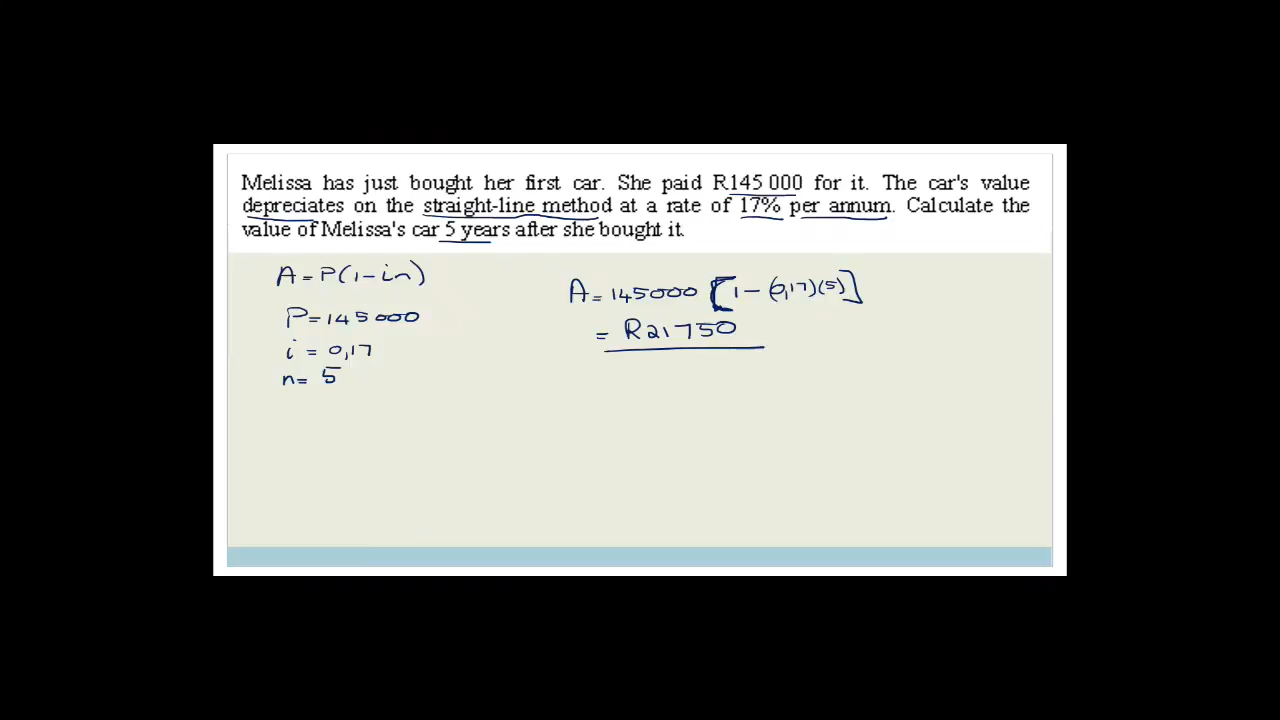 Melissa has just bought her first car. She paid R145 000 for it. The car's value
depreciates on the straight-line method at a rate of 17% per annum. Calculate the
value of Melissa's car 5 years after she bought it.
A = P(1 - in)
P = 145000
i = 0,17
n = 5
A = 145000 [1 - (0,17)(5)]
= R21750